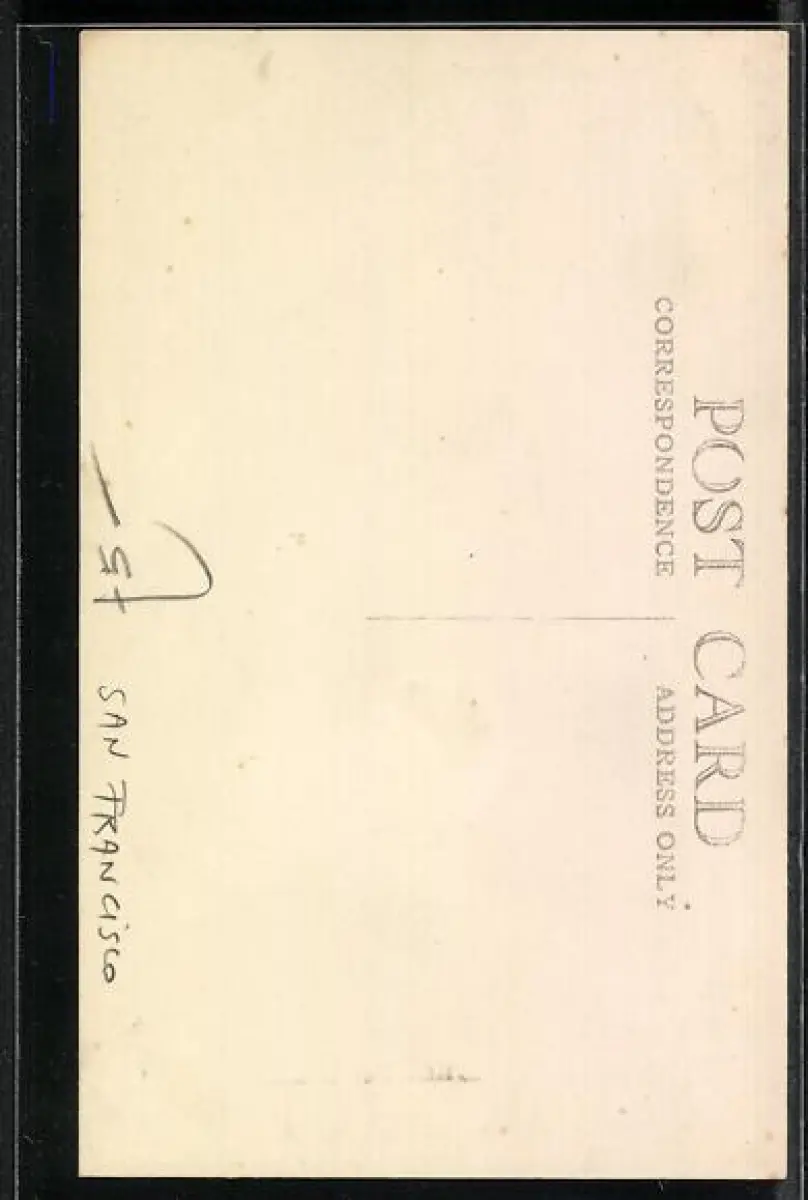 POST CARD
CORRESPONDENCE
ADDRESS ONLY
SAN FRANCISCO